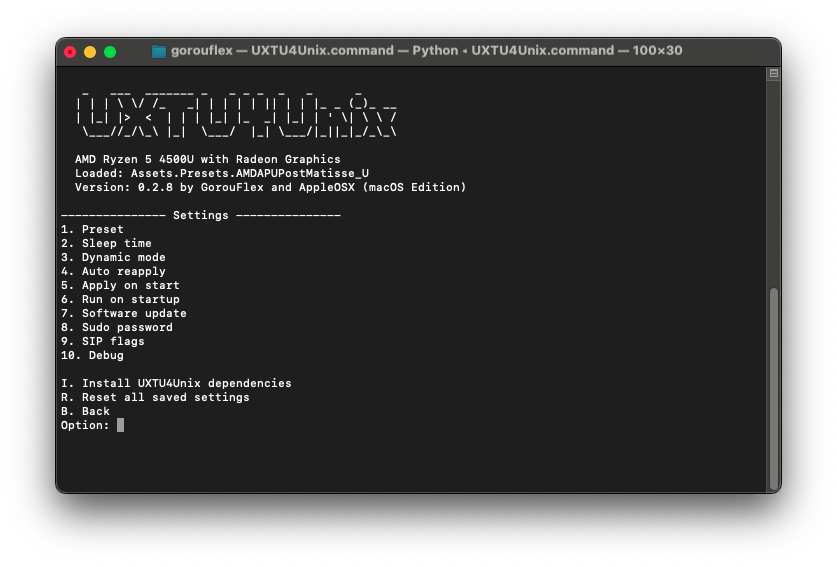 gorouflex — UXTU4Unix.command — Python ◂ UXTU4Unix.command — 100×30
UXTU4Unix
AMD Ryzen 5 4500U with Radeon Graphics
Loaded: Assets.Presets.AMDAPUPostMatisse_U
Version: 0.2.8 by GorouFlex and AppleOSX (macOS Edition)
--------------- Settings ---------------
1. Preset
2. Sleep time
3. Dynamic mode
4. Auto reapply
5. Apply on start
6. Run on startup
7. Software update
8. Sudo password
9. SIP flags
10. Debug
I. Install UXTU4Unix dependencies
R. Reset all saved settings
B. Back
Option: